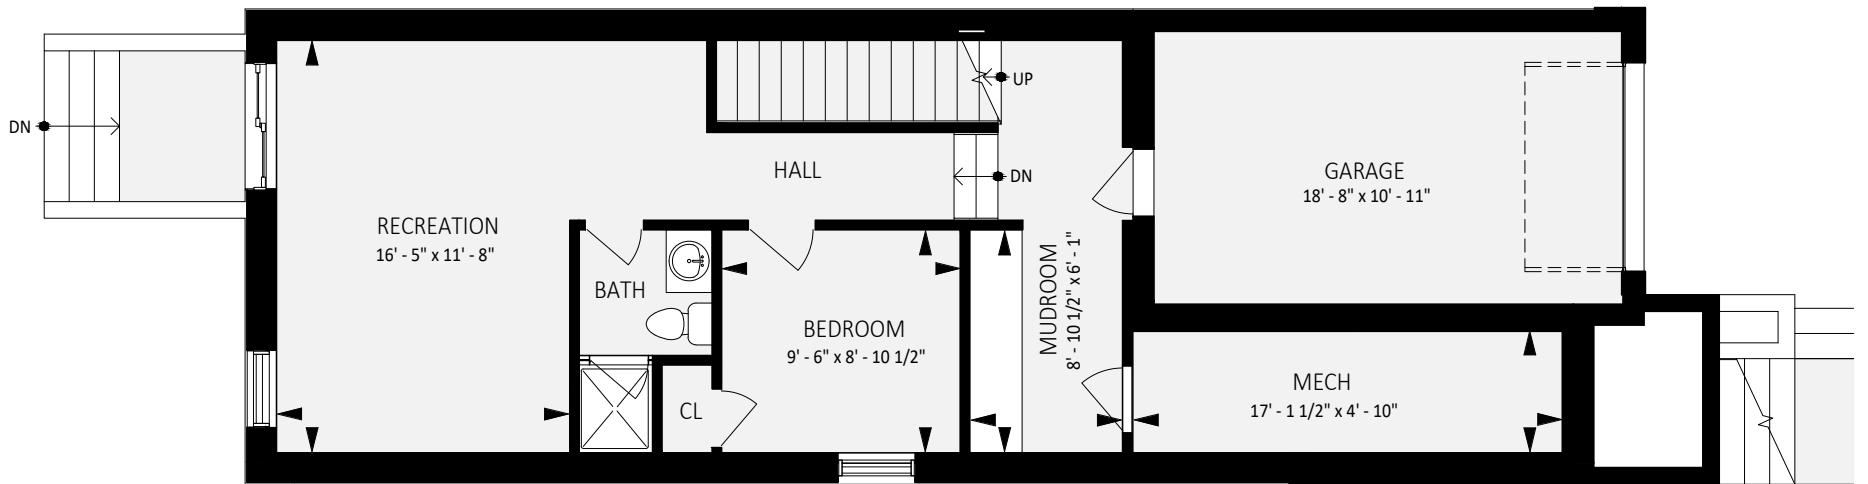 UP
DN
HALL
DN
GARAGE
18' - 8" x 10' - 11"
RECREATION
16' - 5" x 11' - 8"
BATH
BEDROOM
9' - 6" x 8' - 10 1/2"
MUDROOM
8' - 10 1/2" x 6' - 1"
MECH
17' - 1 1/2" x 4' - 10"
CL